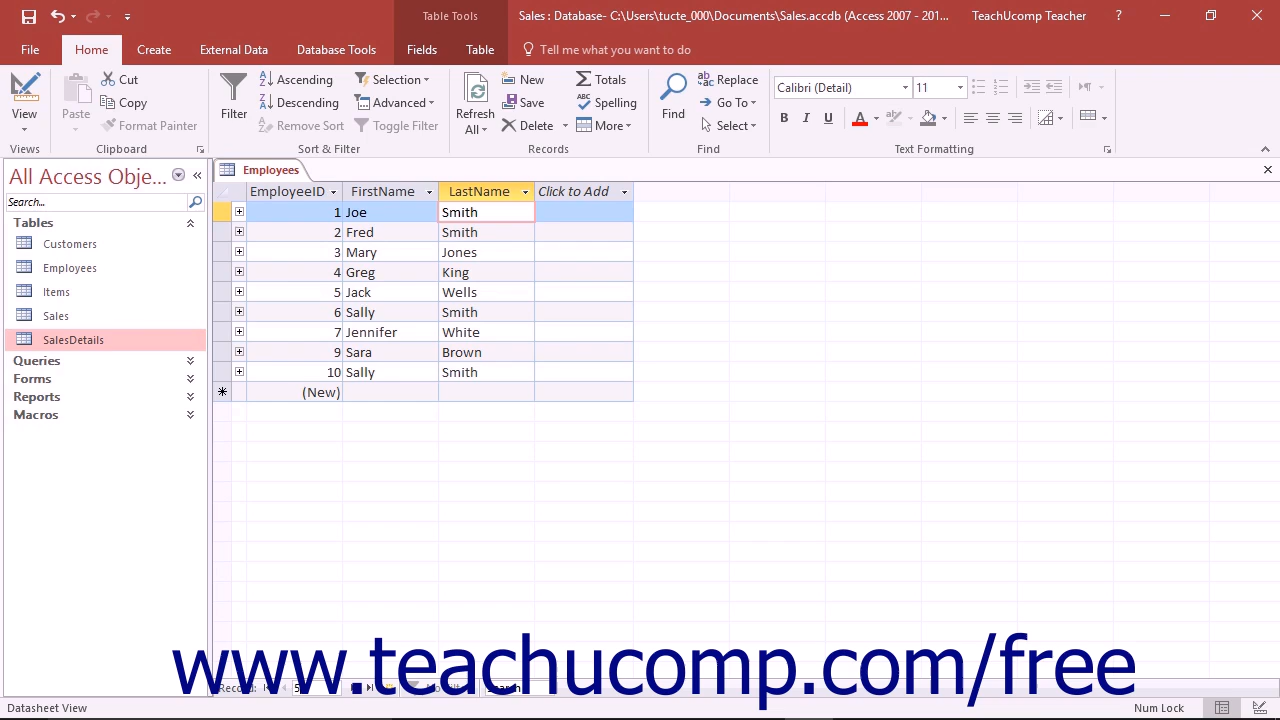 Table Tools
Sales : Database- C:\Users\tucte_000\Documents\Sales.accdb (Access 2007 - 201...
TeachUcomp Teacher
?
File Home Create External Data Database Tools Fields Table Tell me what you want to do
View
Views
Paste
Cut
Copy
Format Painter
Clipboard
Filter
Ascending
Descending
Remove Sort
Selection
Advanced
Toggle Filter
Sort & Filter
Refresh
All
New
Save
Delete
Totals
Spelling
More
Records
Find
Replace
Go To
Select
Find
Calibri (Detail) 11
B I U A
Text Formatting
All Access Obje...
Search...
Tables
Customers
Employees
Items
Sales
SalesDetails
Queries
Forms
Reports
Macros
Employees
EmployeeID FirstName LastName Click to Add
1 Joe Smith
2 Fred Smith
3 Mary Jones
4 Greg King
5 Jack Wells
6 Sally Smith
7 Jennifer White
9 Sara Brown
10 Sally Smith
(New)
www.teachucomp.com/free
Datasheet View
Num Lock